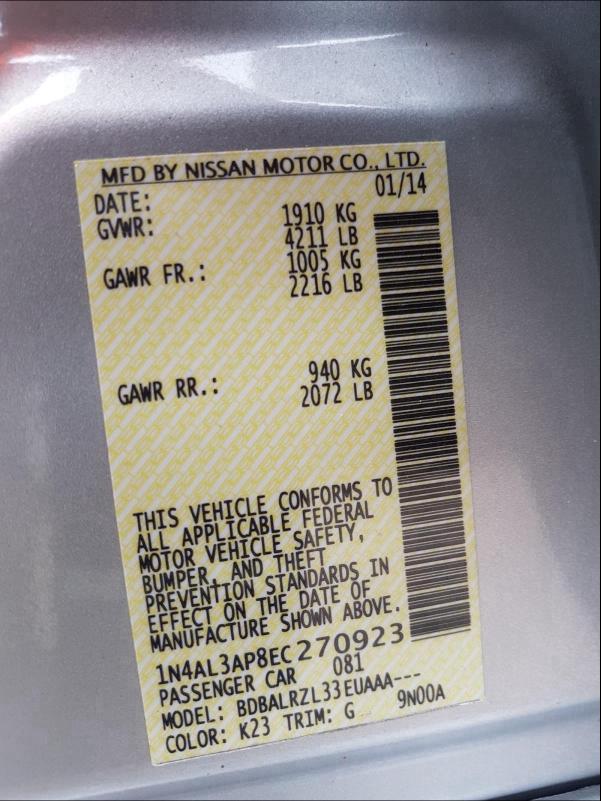 MFD BY NISSAN MOTOR CO., LTD.
DATE: 01/14
GVWR: 1910 KG
4211 LB
GAWR FR.: 1005 KG
2216 LB
GAWR RR.: 940 KG
2072 LB
THIS VEHICLE CONFORMS TO
ALL APPLICABLE FEDERAL
MOTOR VEHICLE SAFETY,
BUMPER, AND THEFT
PREVENTION STANDARDS IN
EFFECT ON THE DATE OF
MANUFACTURE SHOWN ABOVE.
1N4AL3AP8EC270923
PASSENGER CAR 081
MODEL: BDBALRZL33EUAAA---
COLOR: K23 TRIM: G 9N00A